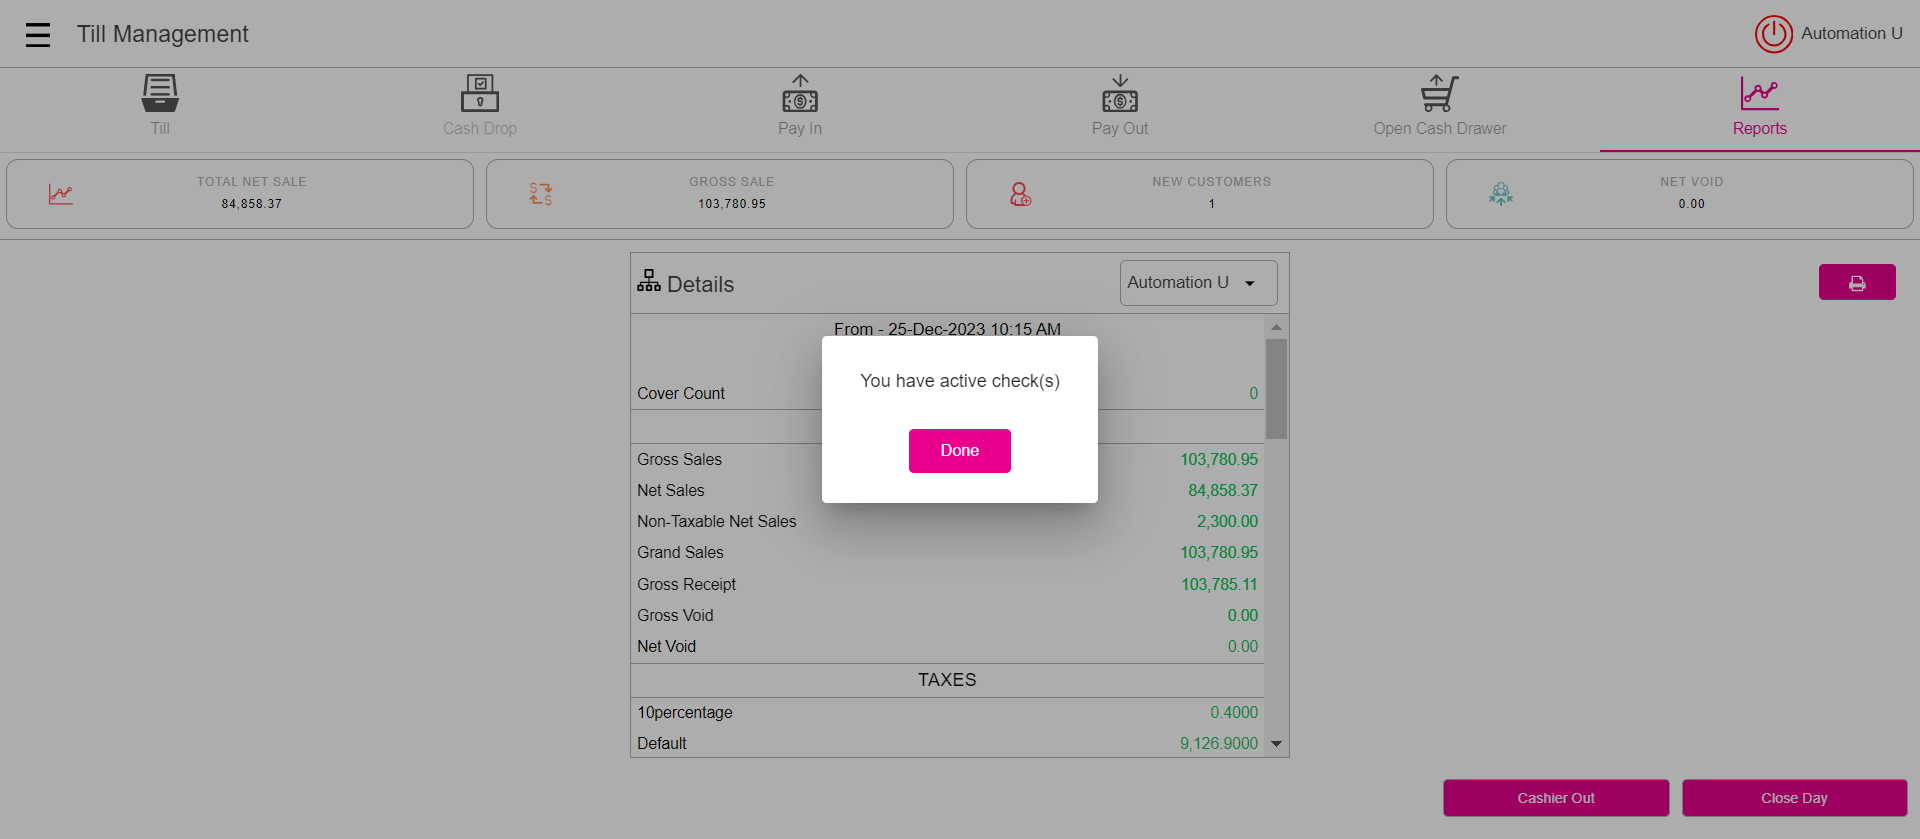 Till Management
Automation U
Till
Cash Drop
Pay In
Pay Out
Open Cash Drawer
Reports
TOTAL NET SALE
84,858.37
GROSS SALE
103,780.95
NEW CUSTOMERS
1
NET VOID
0.00
Details
Automation U
From - 25-Dec-2023 10:15 AM
You have active check(s)
Done
Cover Count 0
Gross Sales 103,780.95
Net Sales 84,858.37
Non-Taxable Net Sales 2,300.00
Grand Sales 103,780.95
Gross Receipt 103,785.11
Gross Void 0.00
Net Void 0.00
TAXES
10percentage 0.4000
Default 9,126.9000
Cashier Out
Close Day